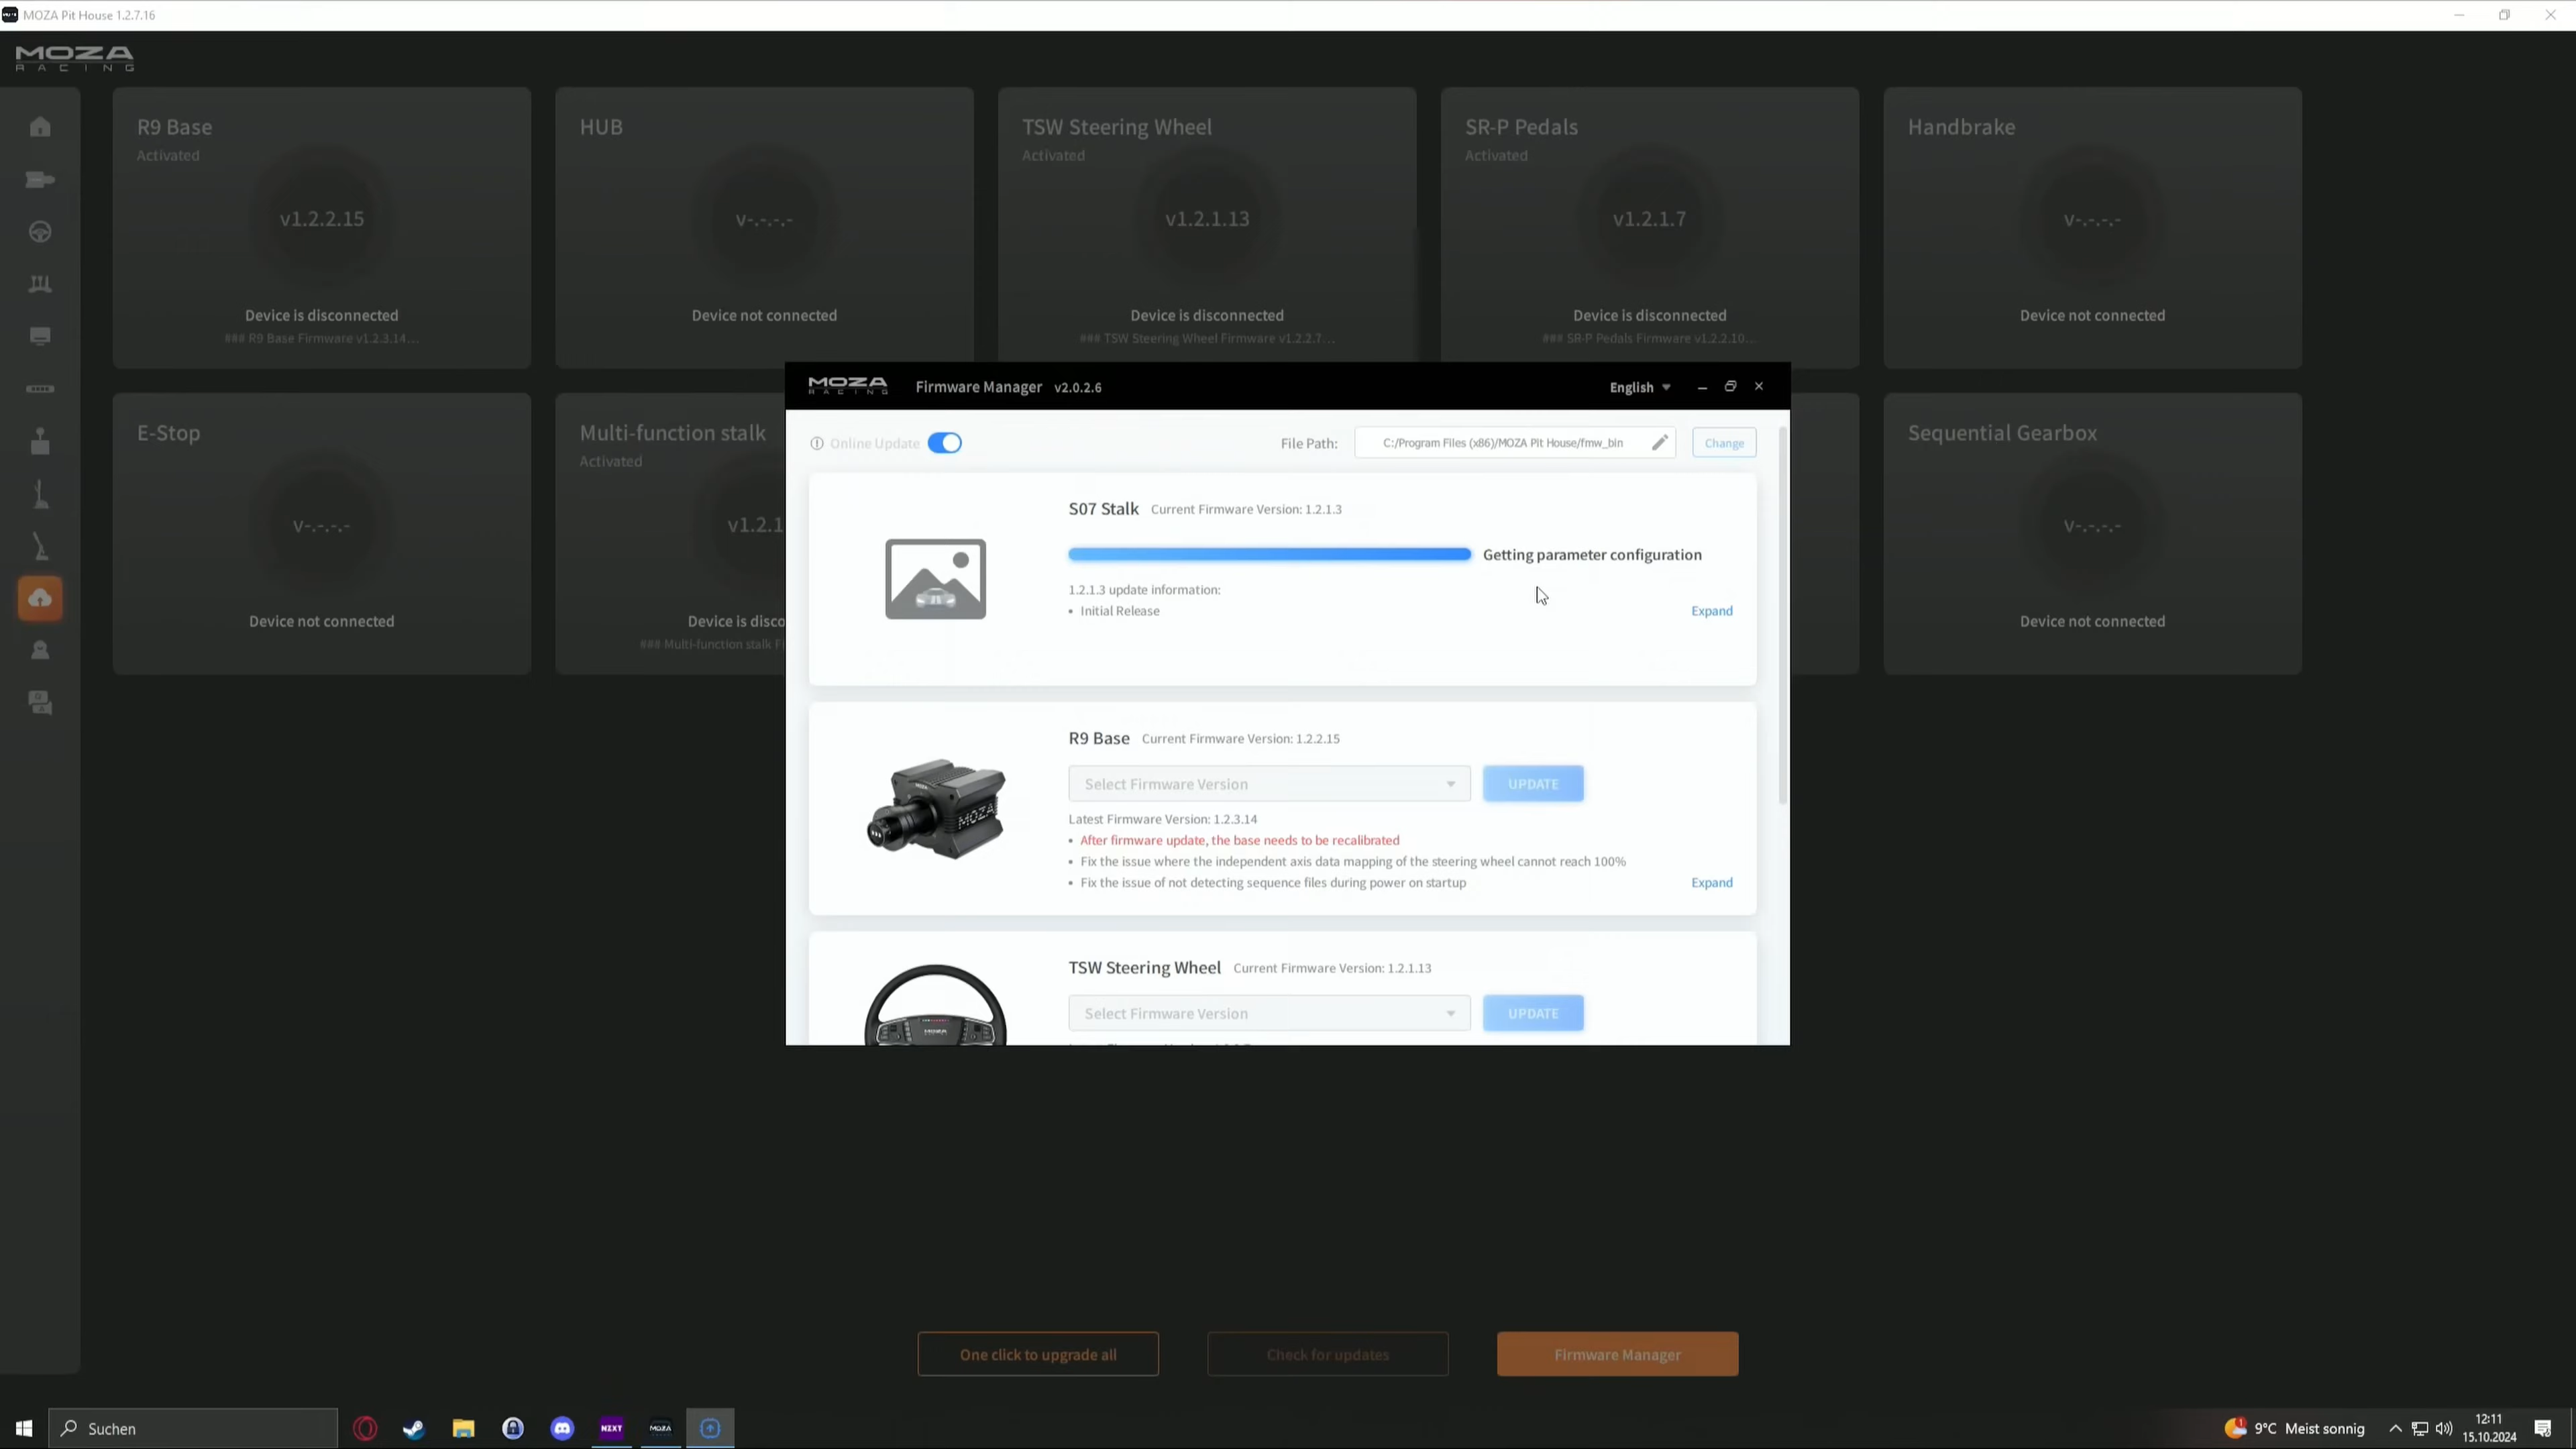 MOZA Pit House 1.2.7.16
MOZA
RACING
R9 Base
Activated
v1.2.2.15
Device is disconnected
### R9 Base Firmware v1.2.3.14...
HUB
v-.-.-.-
Device not connected
TSW Steering Wheel
Activated
v1.2.1.13
Device is disconnected
### TSW Steering Wheel Firmware v1.2.2.7...
SR-P Pedals
Activated
v1.2.1.7
Device is disconnected
### SR-P Pedals Firmware v1.2.2.10...
Handbrake
v-.-.-.-
Device not connected
E-Stop
v-.-.-.-
Device not connected
Multi-function stalk
Activated
v1.2.1
Device is disco
### Multi-function stalk F
Sequential Gearbox
v-.-.-.-
Device not connected
MOZA
RACING
Firmware Manager v2.0.2.6
English
Online Update
File Path:
C:/Program Files (x86)/MOZA Pit House/fmw_bin
Change
S07 Stalk Current Firmware Version: 1.2.1.3
Getting parameter configuration
1.2.1.3 update information:
• Initial Release
Expand
R9 Base Current Firmware Version: 1.2.2.15
Select Firmware Version
UPDATE
Latest Firmware Version: 1.2.3.14
• After firmware update, the base needs to be recalibrated
• Fix the issue where the independent axis data mapping of the steering wheel cannot reach 100%
• Fix the issue of not detecting sequence files during power on startup
Expand
MOZA
TSW Steering Wheel Current Firmware Version: 1.2.1.13
Select Firmware Version
UPDATE
MOZA
One click to upgrade all
Check for updates
Firmware Manager
Suchen
NZXT
MOZA
1
9°C Meist sonnig
12:11
15.10.2024